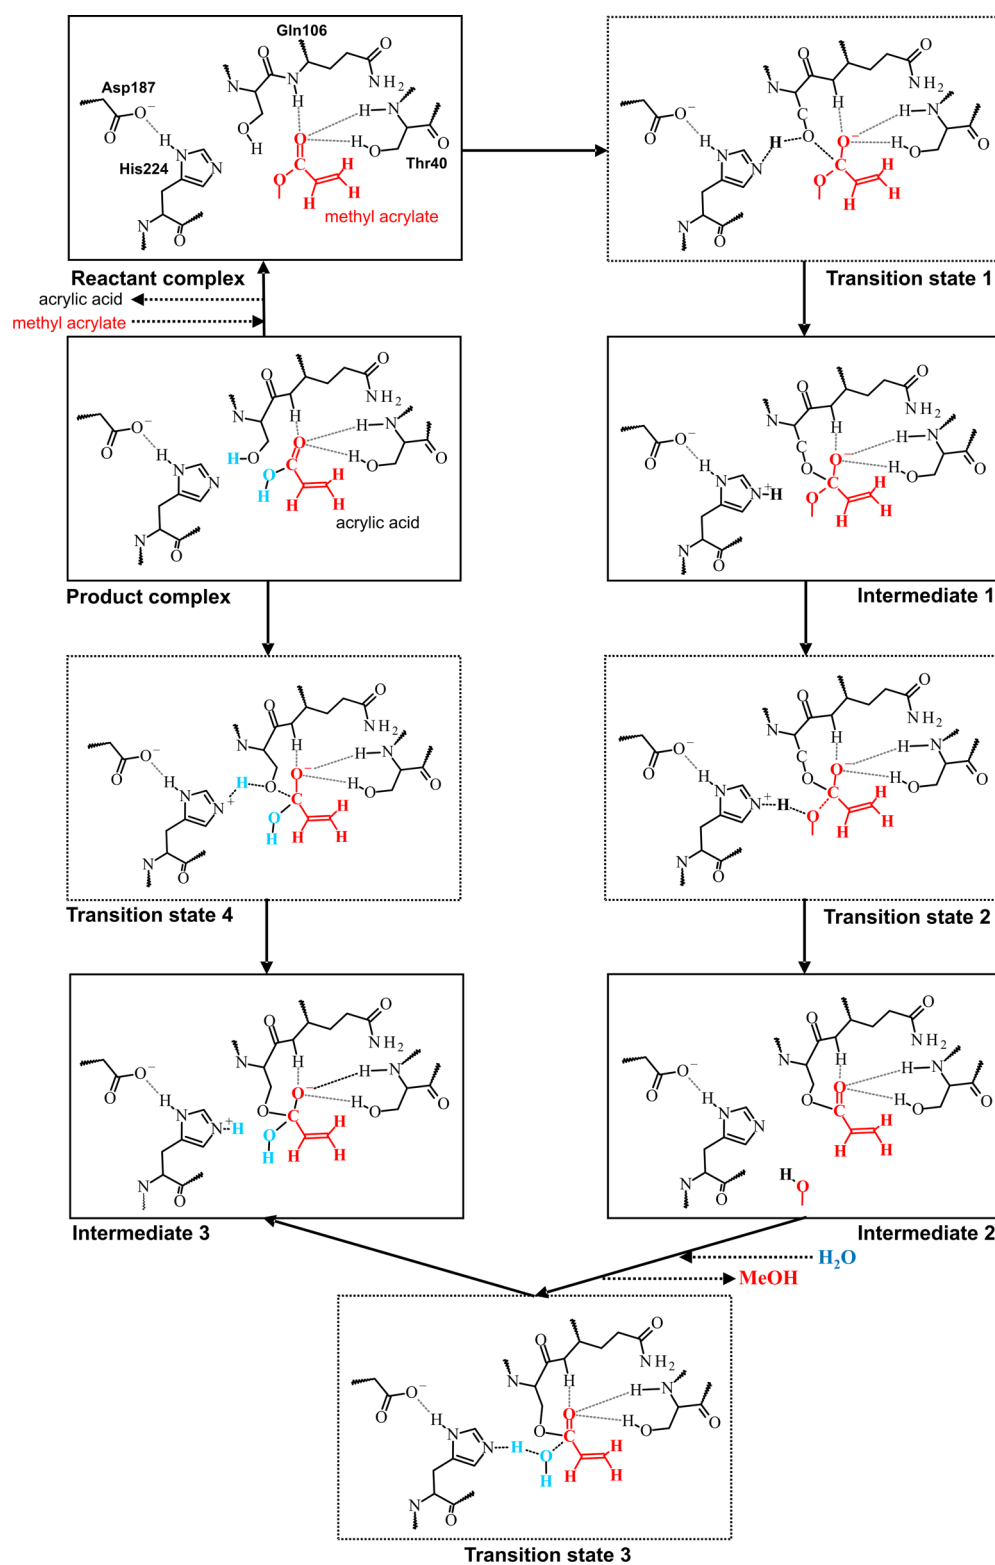 Gln106
Asp187
His224
Thr40
methyl acrylate
Reactant complex
Transition state 1
acrylic acid
methyl acrylate
acrylic acid
Product complex
Intermediate 1
Transition state 4
Transition state 2
Intermediate 3
Intermediate 2
H2O
MeOH
Transition state 3